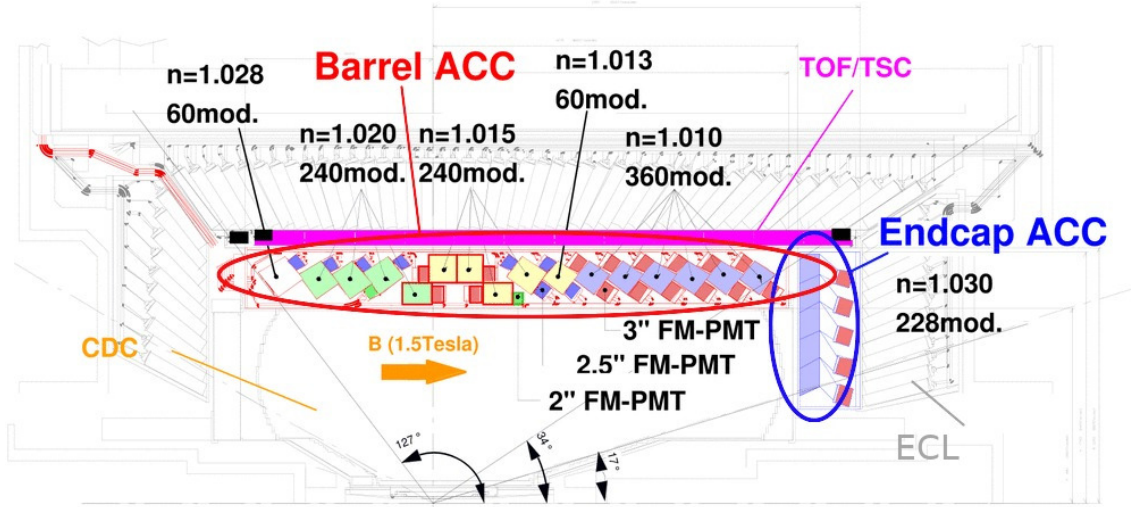 n=1.028
60mod.
Barrel ACC
n=1.013
60mod.
TOF/TSC
n=1.020
240mod.
n=1.015
240mod.
n=1.010
360mod.
Endcap ACC
n=1.030
228mod.
CDC
B (1.5Tesla)
3" FM-PMT
2.5" FM-PMT
2" FM-PMT
ECL
127°
34°
17°